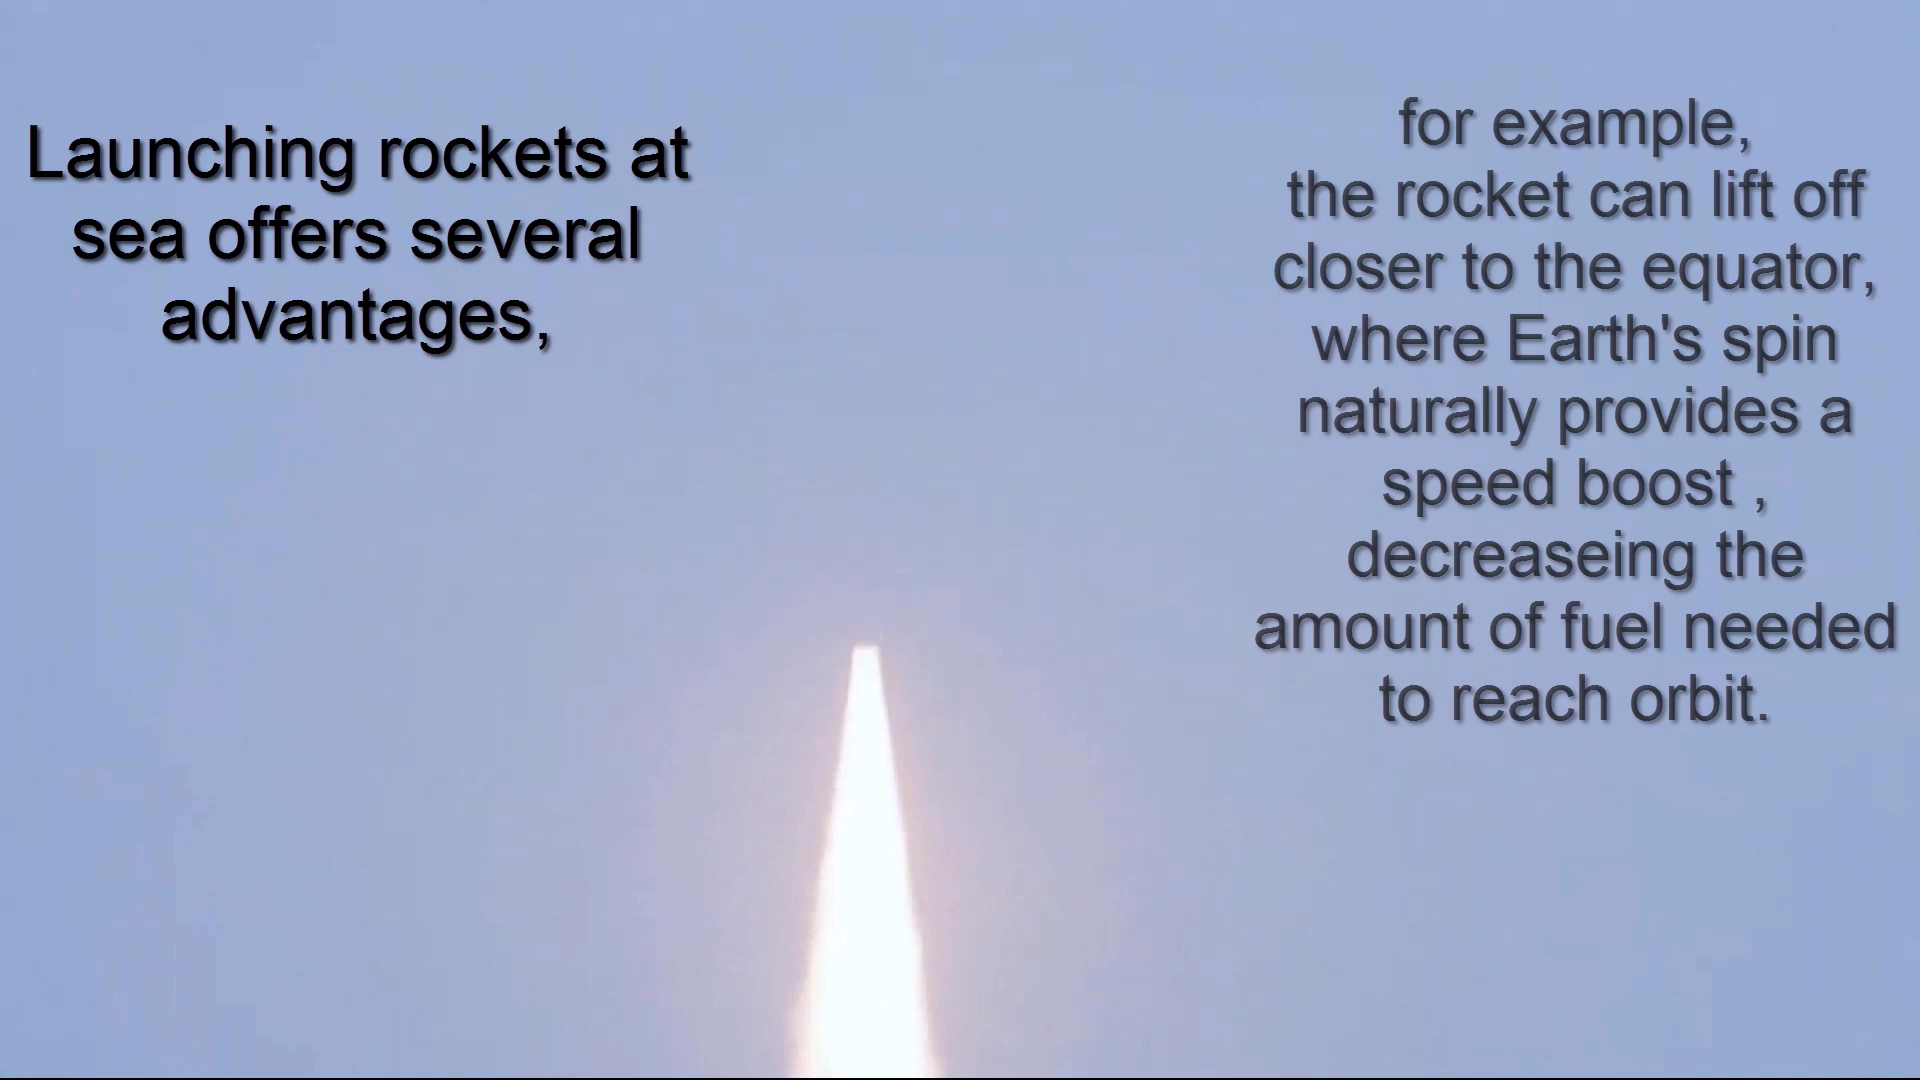 Launching rockets at
sea offers several
advantages,
for example,
the rocket can lift off
closer to the equator,
where Earth's spin
naturally provides a
speed boost ,
decreaseing the
amount of fuel needed
to reach orbit.